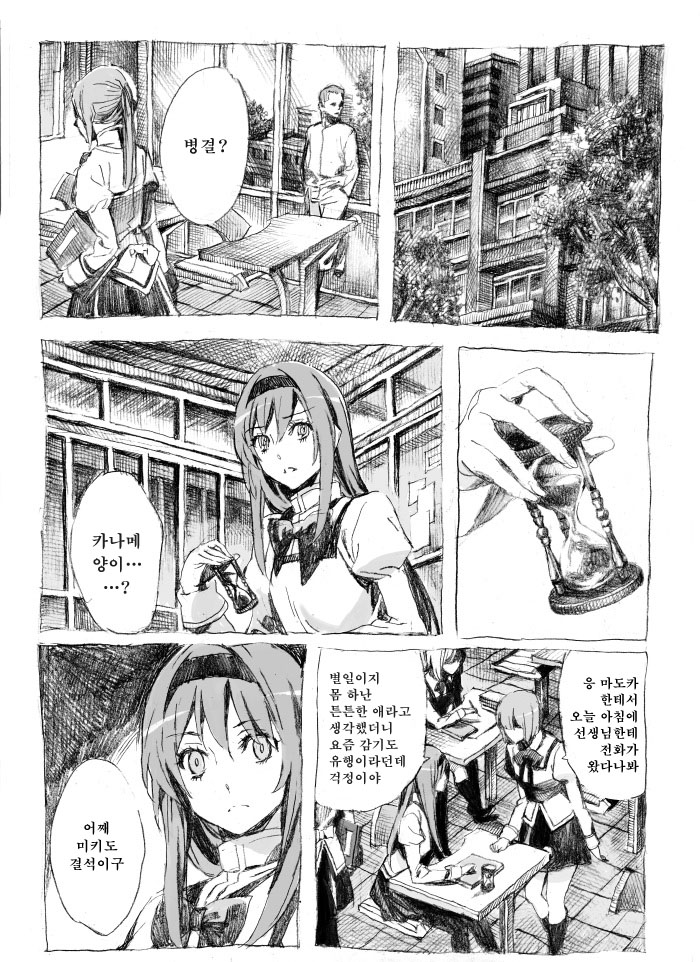 병결?
카나메
양이…
…?
응 마도카
한테서
오늘 아침에
선생님한테
전화가
왔다나봐
별일이지
몸 하난
튼튼한 애라고
생각했더니
요즘 감기도
유행이라던데
걱정이야
어째
미키도
결석이구